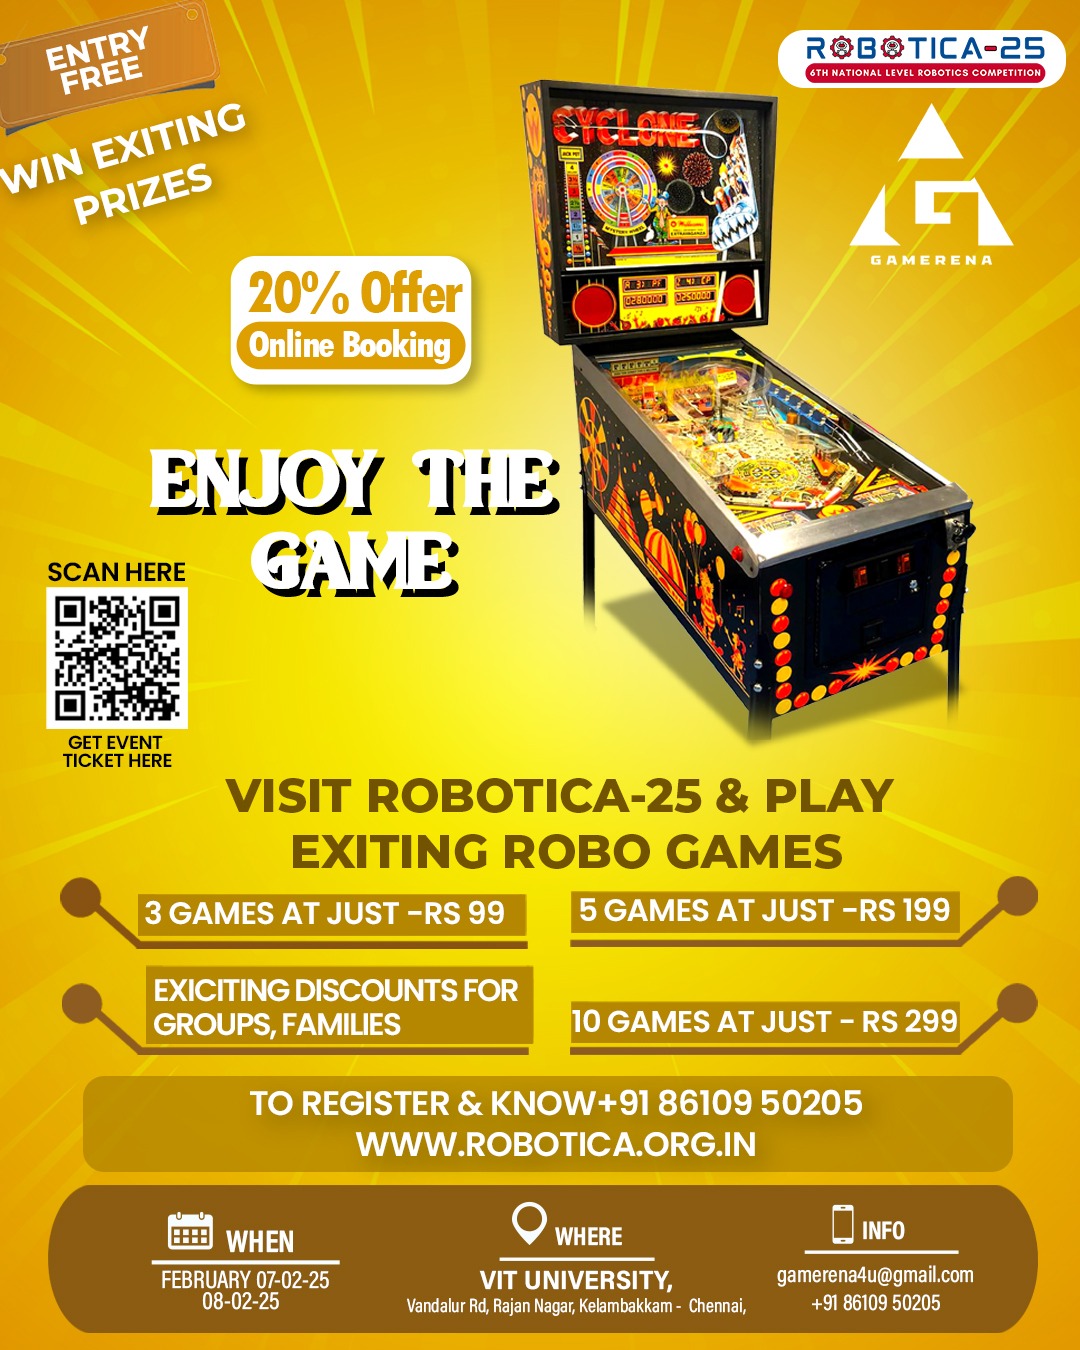 ENTRY
FREE
WIN EXITING
PRIZES
ROBOTICA-25
6TH NATIONAL LEVEL ROBOTICS COMPETITION
GAMERENA
CYCLONE
JACK POT
MYSTERY WHEEL
20% Offer
Online Booking
ENJOY THE
GAME
SCAN HERE
GET EVENT
TICKET HERE
VISIT ROBOTICA-25 & PLAY
EXITING ROBO GAMES
3 GAMES AT JUST -RS 99
5 GAMES AT JUST -RS 199
EXICITING DISCOUNTS FOR
GROUPS, FAMILIES
10 GAMES AT JUST - RS 299
TO REGISTER & KNOW+91 86109 50205
WWW.ROBOTICA.ORG.IN
WHEN
FEBRUARY 07-02-25
08-02-25
WHERE
VIT UNIVERSITY,
Vandalur Rd, Rajan Nagar, Kelambakkam - Chennai,
INFO
gamerena4u@gmail.com
+91 86109 50205